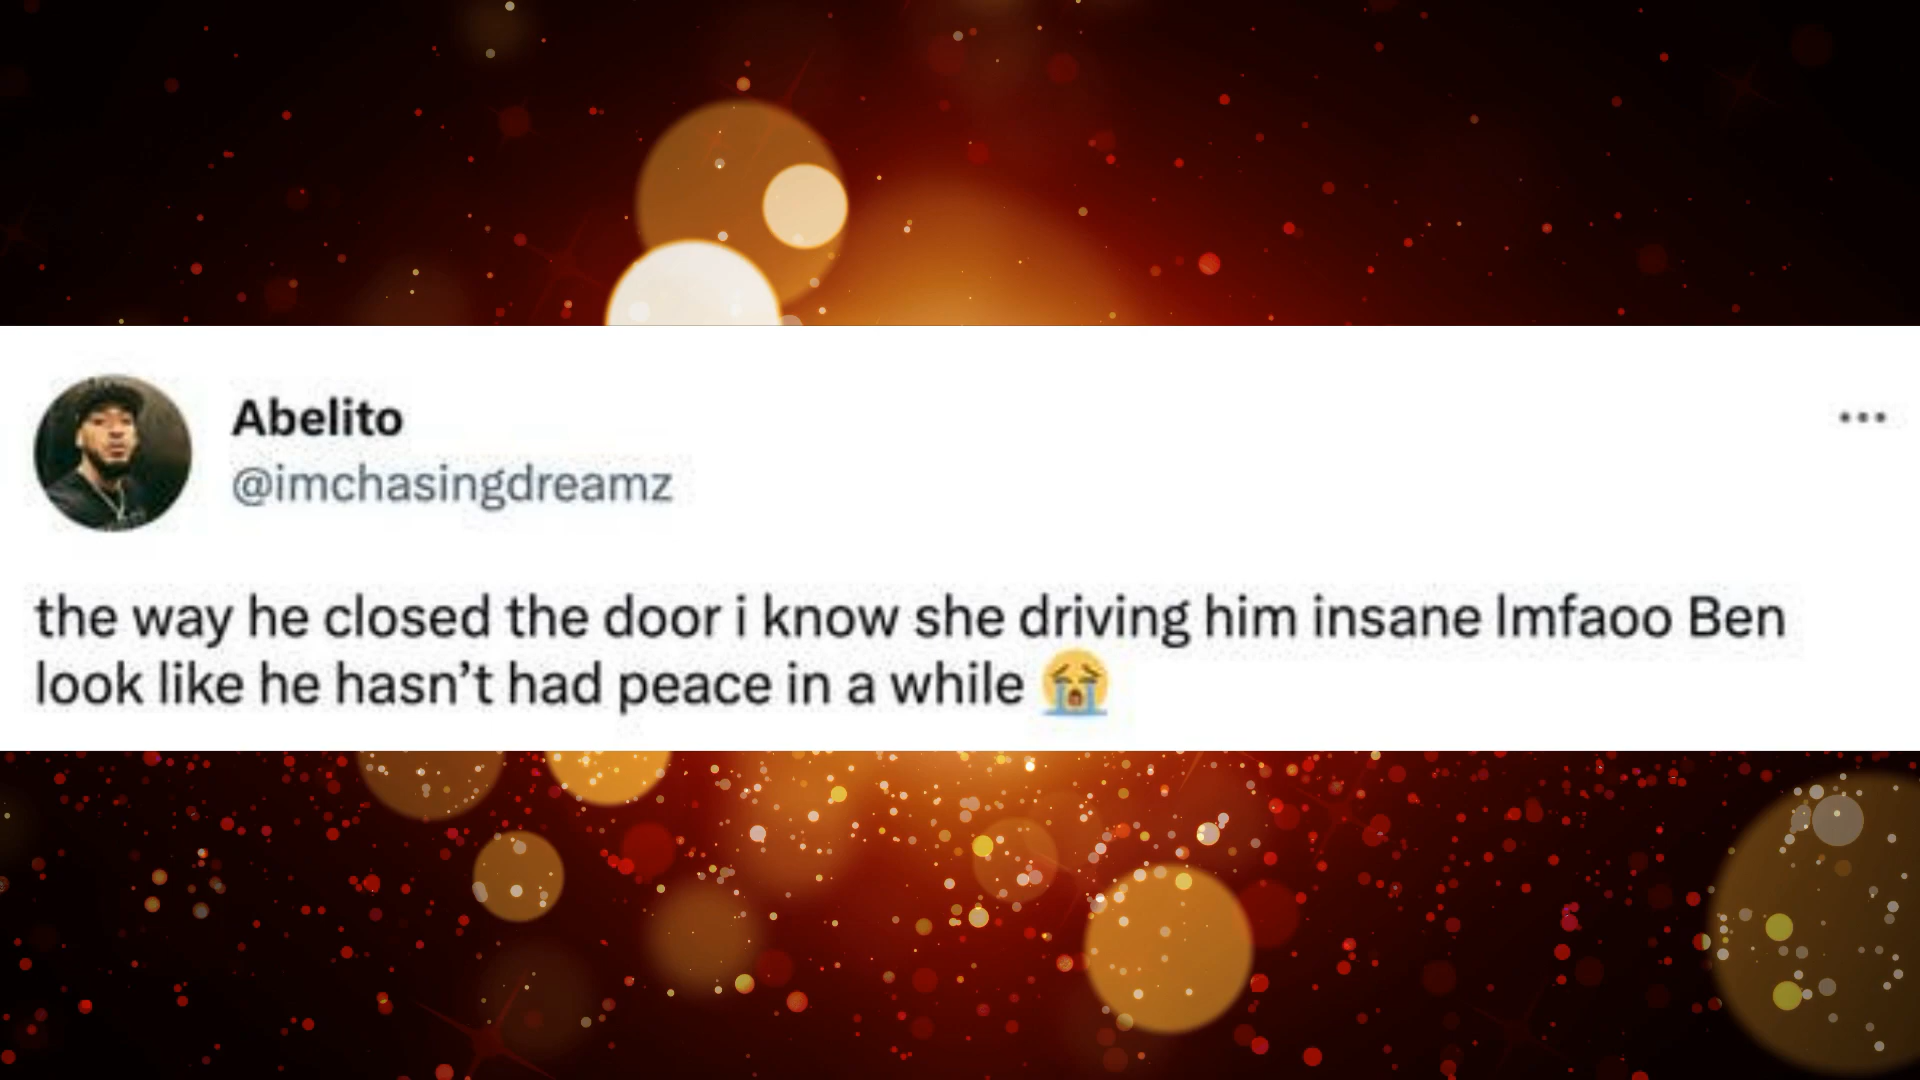 Abelito
@imchasingdreamz
the way he closed the door i know she driving him insane lmfaoo Ben
look like he hasn’t had peace in a while 😭